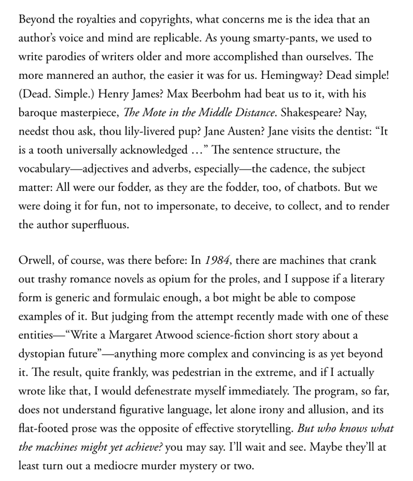 Beyond the royalties and copyrights, what concerns me is the idea that an
author's voice and mind are replicable. As young smarty-pants, we used to
write parodies of writers older and more accomplished than ourselves. The
more mannered an author, the easier it was for us. Hemingway? Dead simple!
(Dead. Simple.) Henry James? Max Beerbohm had beat us to it, with his
baroque masterpiece, The Mote in the Middle Distance. Shakespeare? Nay,
needst thou ask, thou lily-livered pup? Jane Austen? Jane visits the dentist: “It
is a tooth universally acknowledged …” The sentence structure, the
vocabulary—adjectives and adverbs, especially—the cadence, the subject
matter: All were our fodder, as they are the fodder, too, of chatbots. But we
were doing it for fun, not to impersonate, to deceive, to collect, and to render
the author superfluous.
Orwell, of course, was there before: In 1984, there are machines that crank
out trashy romance novels as opium for the proles, and I suppose if a literary
form is generic and formulaic enough, a bot might be able to compose
examples of it. But judging from the attempt recently made with one of these
entities—“Write a Margaret Atwood science-fiction short story about a
dystopian future”—anything more complex and convincing is as yet beyond
it. The result, quite frankly, was pedestrian in the extreme, and if I actually
wrote like that, I would defenestrate myself immediately. The program, so far,
does not understand figurative language, let alone irony and allusion, and its
flat-footed prose was the opposite of effective storytelling. But who knows what
the machines might yet achieve? you may say. I'll wait and see. Maybe they'll at
least turn out a mediocre murder mystery or two.